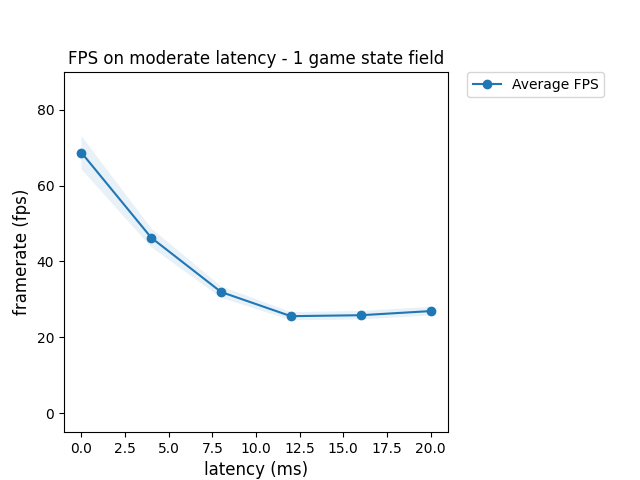 FPS on moderate latency - 1 game state field
Average FPS
80
60
40
20
0
framerate (fps)
0.0 2.5 5.0 7.5 10.0 12.5 15.0 17.5 20.0
latency (ms)